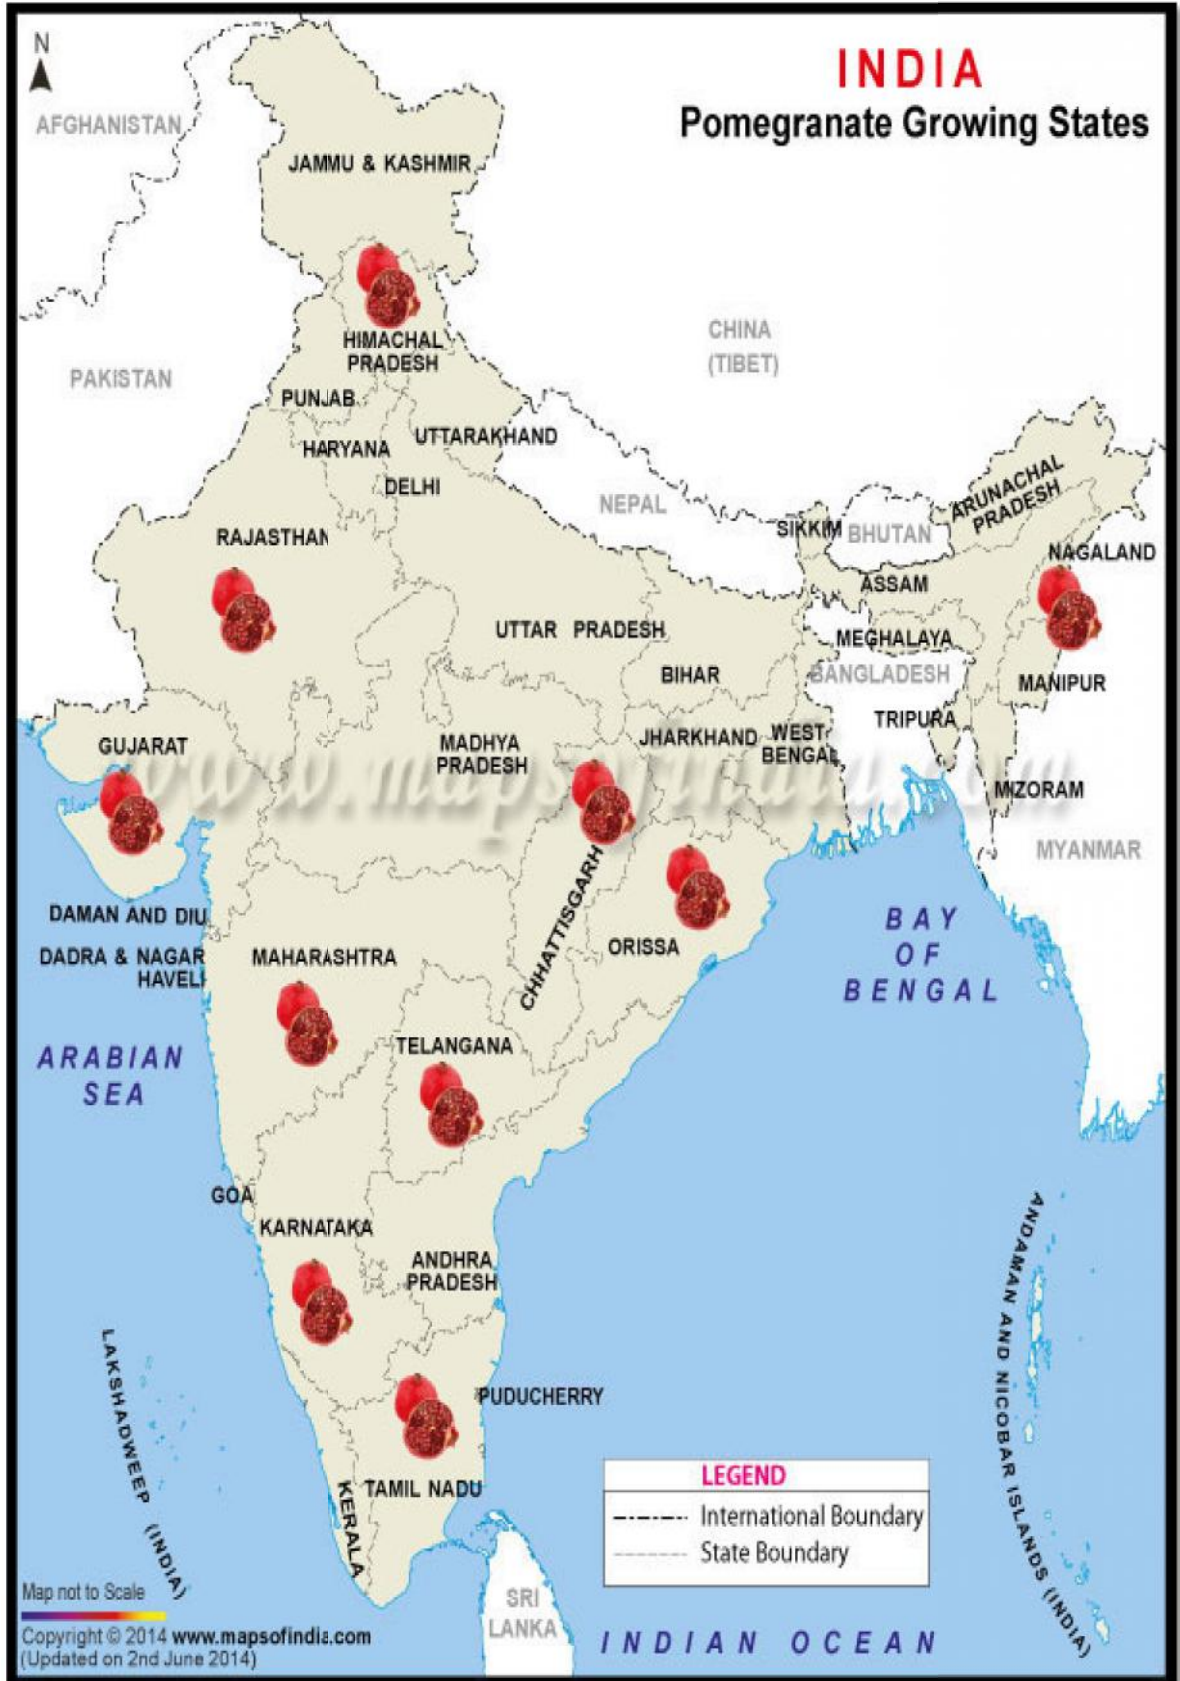 N
INDIA
Pomegranate Growing States
AFGHANISTAN
JAMMU & KASHMIR
CHINA
(TIBET)
HIMACHAL
PRADESH
PAKISTAN
PUNJAB
HARYANA
UTTARAKHAND
DELHI
NEPAL
ARUNACHAL
PRADESH
SIKKIM
BHUTAN
RAJASTHAN
NAGALAND
ASSAM
UTTAR PRADESH
MEGHALAYA
BIHAR
BANGLADESH
MANIPUR
GUJARAT
MADHYA
PRADESH
JHARKHAND
WEST
BENGAL
TRIPURA
www.mapsofindia.com
MIZORAM
MYANMAR
CHHATTISGARH
DAMAN AND DIU
DADRA & NAGAR
HAVELI
MAHARASHTRA
ORISSA
BAY
OF
BENGAL
ARABIAN
SEA
TELANGANA
GOA
KARNATAKA
ANDHRA
PRADESH
ANDAMAN AND NICOBAR ISLANDS (INDIA)
LAKSHADWEEP (INDIA)
PUDUCHERRY
TAMIL NADU
KERALA
LEGEND
International Boundary
State Boundary
SRI
LANKA
INDIAN OCEAN
Map not to Scale
Copyright © 2014 www.mapsofindia.com
(Updated on 2nd June 2014)